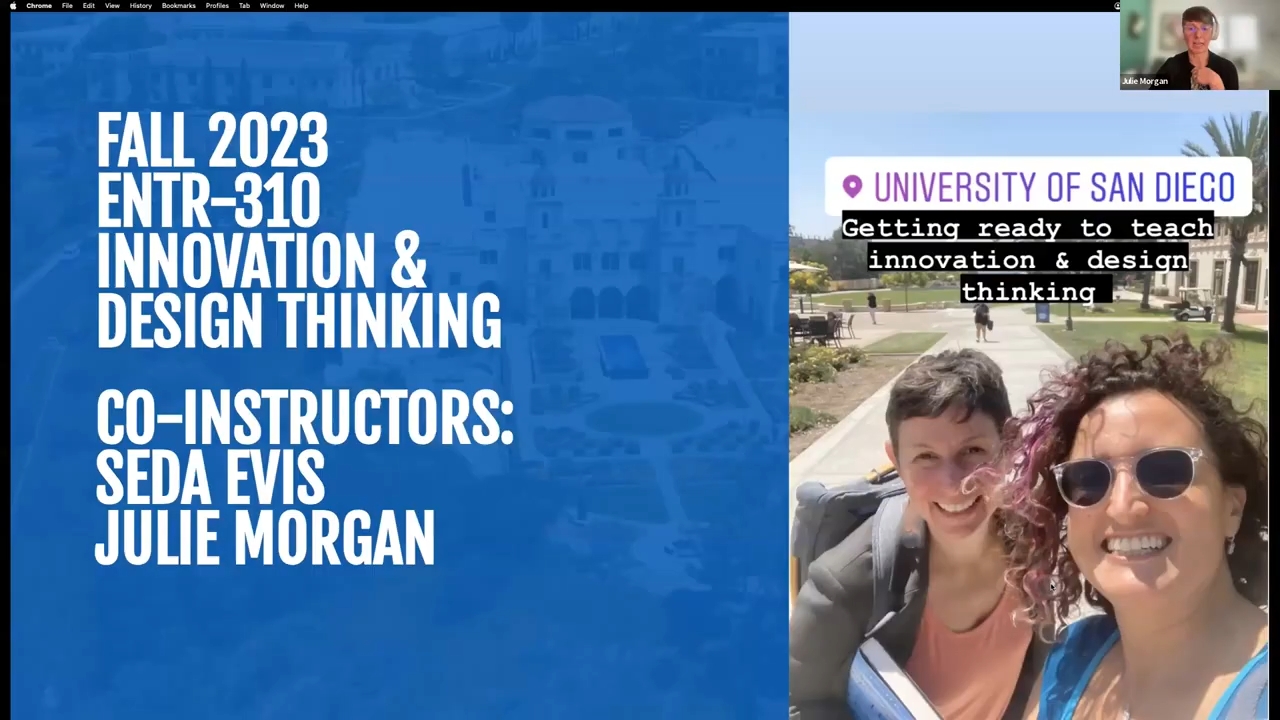 Chrome File Edit View History Bookmarks Profiles Tab Window Help
Julie Morgan
FALL 2023
ENTR-310
INNOVATION &
DESIGN THINKING
CO-INSTRUCTORS:
SEDA EVIS
JULIE MORGAN
UNIVERSITY OF SAN DIEGO
Getting ready to teach
innovation & design
thinking